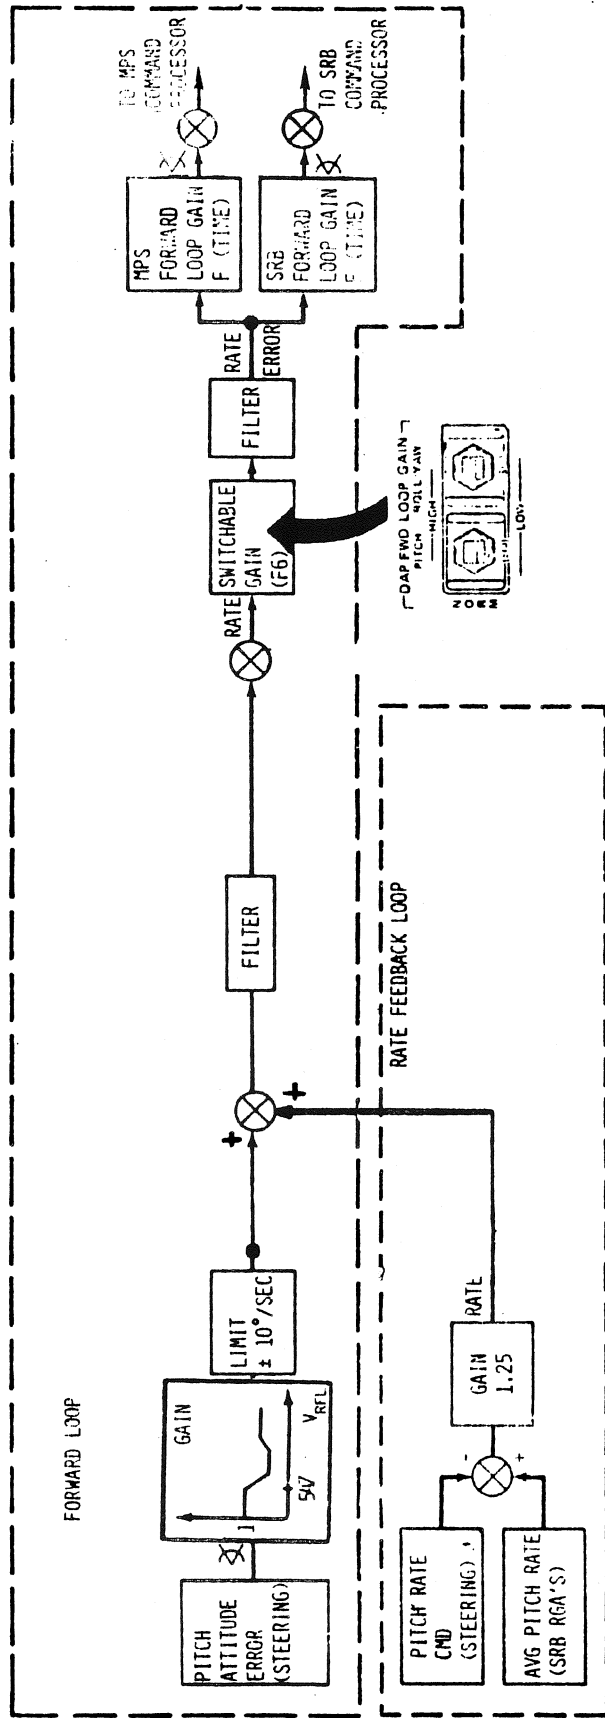 FORWARD LOOP
PITCH
ATTITUDE
ERROR
(STEERING)
GAIN
1
547
V RFL
LIMIT
± 10°/SEC
+
+
FILTER
RATE
SWITCHABLE
GAIN
(F6)
FILTER
RATE
ERROR
MPS
FORWARD
LOOP GAIN
F (TIME)
TO MPS
COMMAND
PROCESSOR
SRB
FORWARD
LOOP GAIN
F (TIME)
TO SRB
COMMAND
PROCESSOR
DAP FWD LOOP GAIN
PITCH ROLL/YAW
HIGH
NORM
LOW
RATE FEEDBACK LOOP
PITCH RATE
CMD
(STEERING)
AVG PITCH RATE
(SRB RGA'S)
-
+
GAIN
1.25
RATE